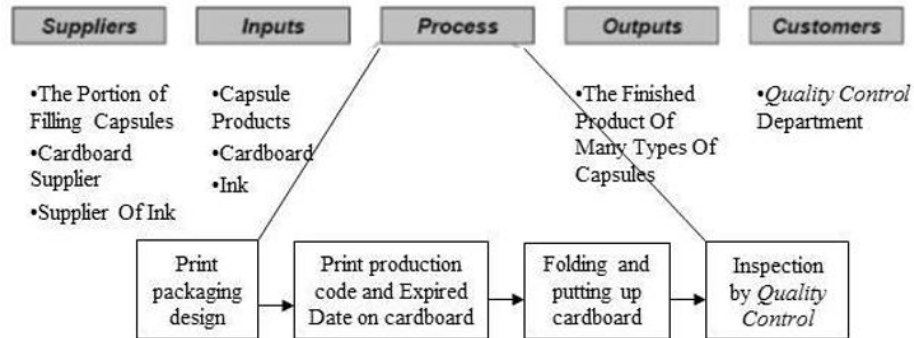 Suppliers
Inputs
Process
Outputs
Customers
•The Portion of
Filling Capsules
•Cardboard
Supplier
•Supplier Of Ink
•Capsule
Products
•Cardboard
•Ink
•The Finished
Product Of
Many Types Of
Capsules
•Quality Control
Department
Print
packaging
design
Print production
code and Expired
Date on cardboard
Folding and
putting up
cardboard
Inspection
by Quality
Control